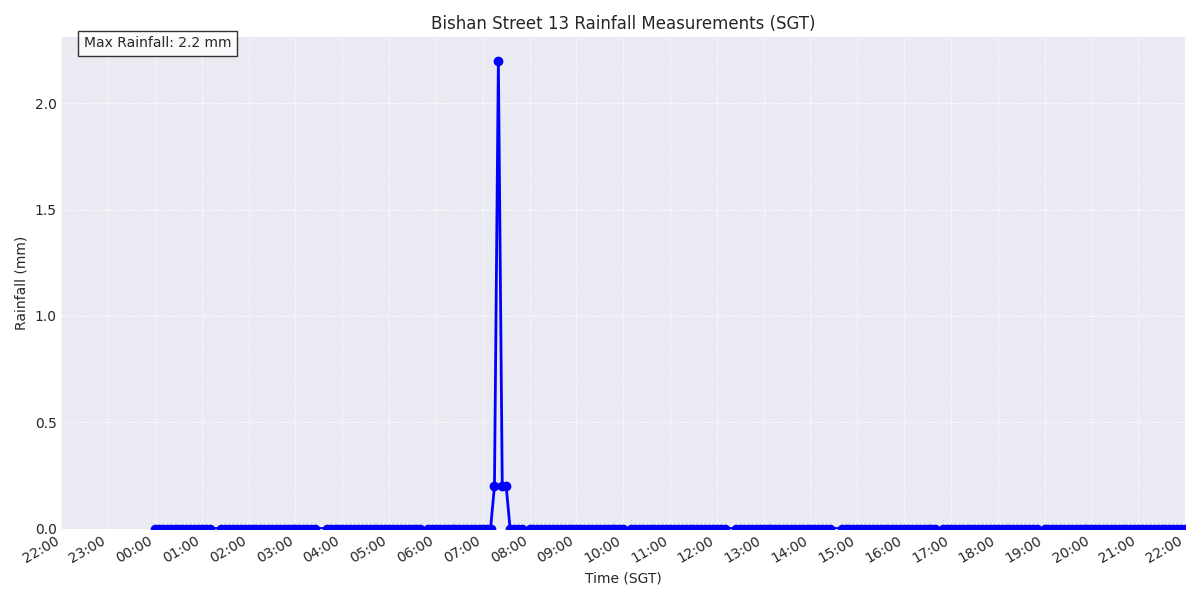 Bishan Street 13 Rainfall Measurements (SGT)
Max Rainfall: 2.2 mm
Rainfall (mm)
2.0
1.5
1.0
0.5
0.0
22:00 23:00 00:00 01:00 02:00 03:00 04:00 05:00 06:00 07:00 08:00 09:00 10:00 11:00 12:00 13:00 14:00 15:00 16:00 17:00 18:00 19:00 20:00 21:00 22:00
Time (SGT)